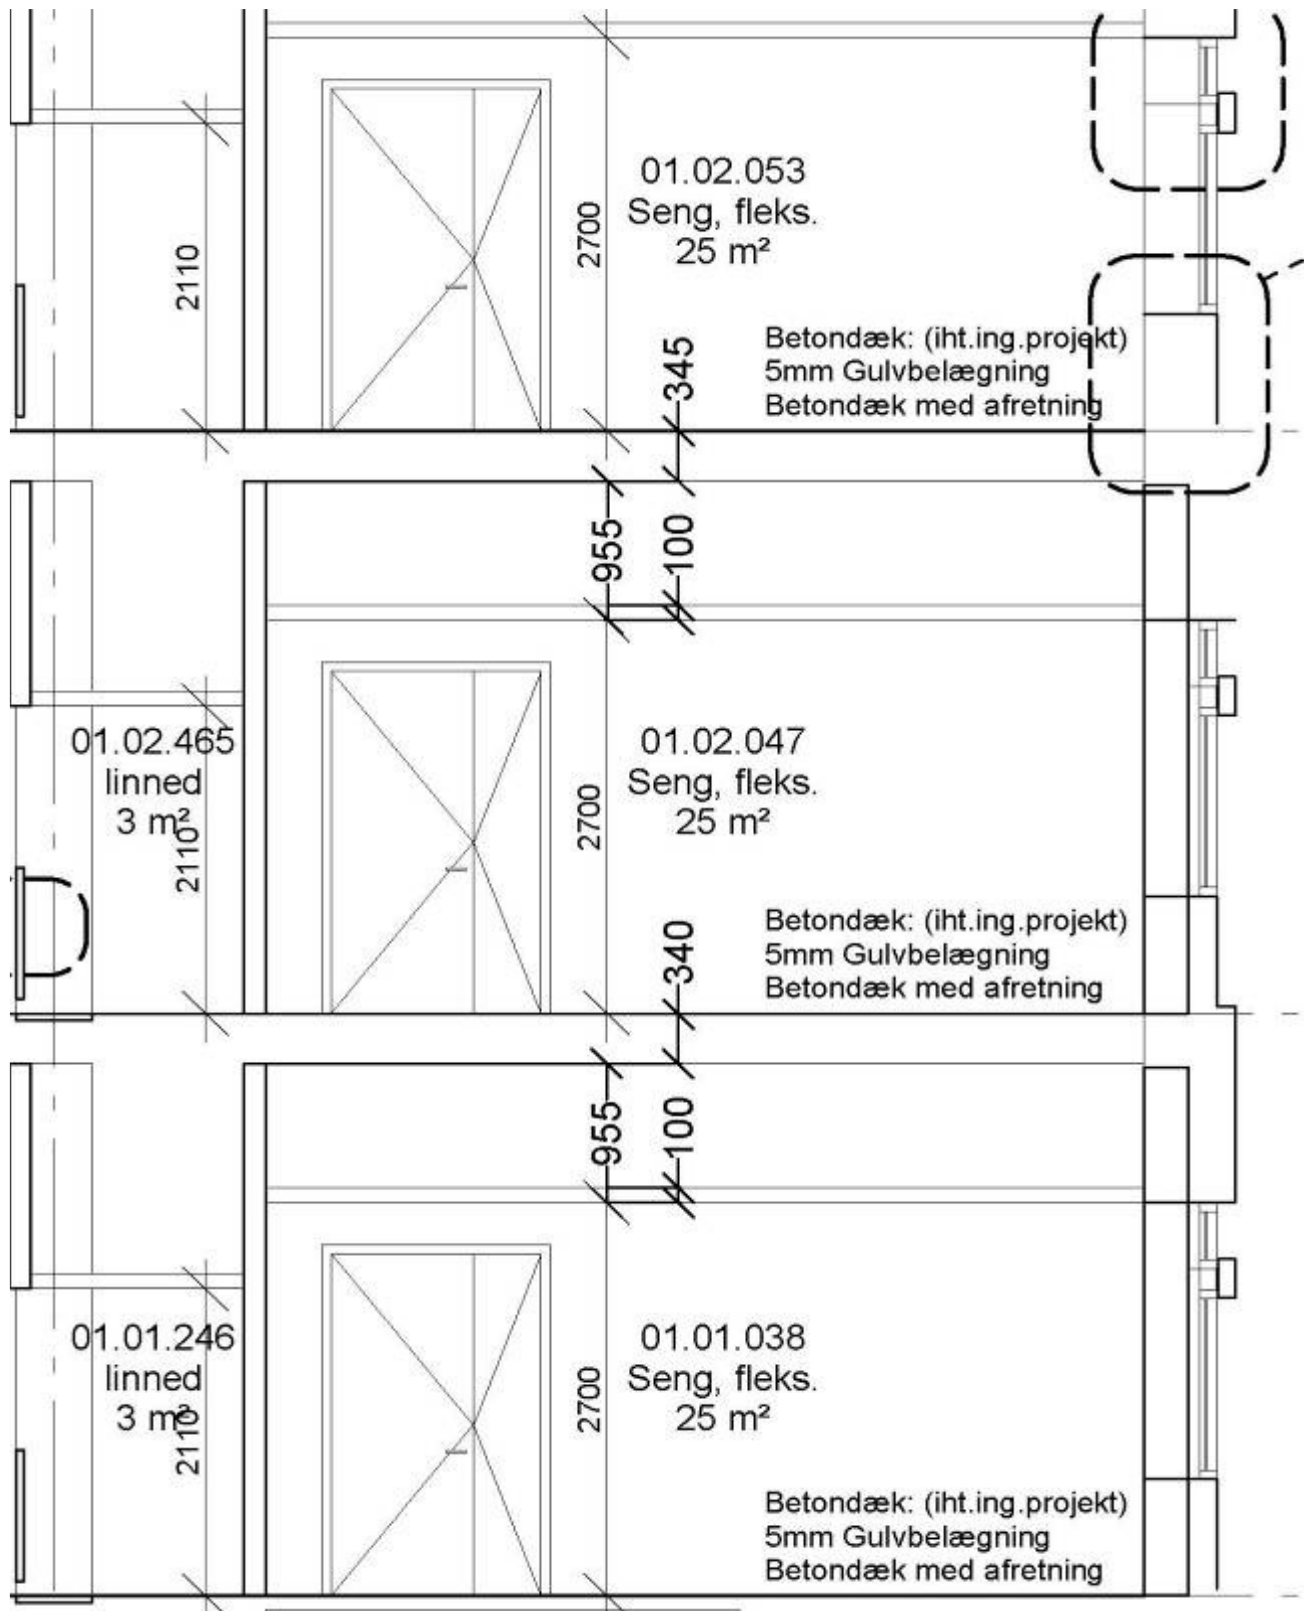 01.02.053
Seng, fleks.
25 m²
2700
2110
345
Betondæk: (iht.ing.projekt)
5mm Gulvbelægning
Betondæk med afretning
955
100
01.02.465
linned
3 m²
2110
01.02.047
Seng, fleks.
25 m²
2700
340
Betondæk: (iht.ing.projekt)
5mm Gulvbelægning
Betondæk med afretning
955
100
01.01.246
linned
3 m²
2110
01.01.038
Seng, fleks.
25 m²
2700
Betondæk: (iht.ing.projekt)
5mm Gulvbelægning
Betondæk med afretning